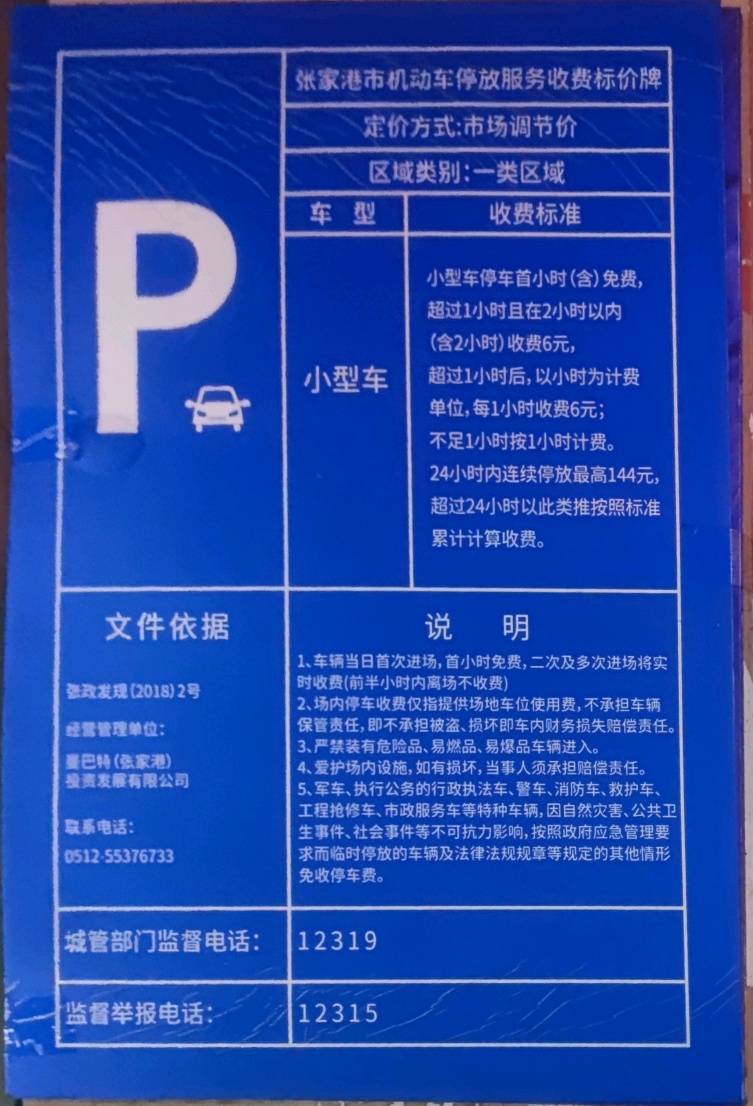 张家港市机动车停放服务收费标价牌
定价方式:市场调节价
区域类别:一类区域
车 型
收费标准
P
小型车
小型车停车首小时(含)免费,
超过1小时且在2小时以内
(含2小时)收费6元,
超过1小时后,以小时为计费
单位,每1小时收费6元;
不足1小时按1小时计费。
24小时内连续停放最高144元,
超过24小时以此类推按照标准
累计计算收费。
文件依据
张政发规(2018)2号
经营管理单位:
曼巴特(张家港)
投资发展有限公司
联系电话:
0512-55376733
说 明
1、车辆当日首次进场,首小时免费,二次及多次进场将实
时收费(前半小时内离场不收费)
2、场内停车收费仅指提供场地车位使用费,不承担车辆
保管责任,即不承担被盗、损坏即车内财务损失赔偿责任。
3、严禁装有危险品、易燃品、易爆品车辆进入。
4、爱护场内设施,如有损坏,当事人须承担赔偿责任。
5、军车、执行公务的行政执法车、警车、消防车、救护车、
工程抢修车、市政服务车等特种车辆,因自然灾害、公共卫
生事件、社会事件等不可抗力影响,按照政府应急管理要
求而临时停放的车辆及法律法规规章等规定的其他情形
免收停车费。
城管部门监督电话:
12319
监督举报电话:
12315